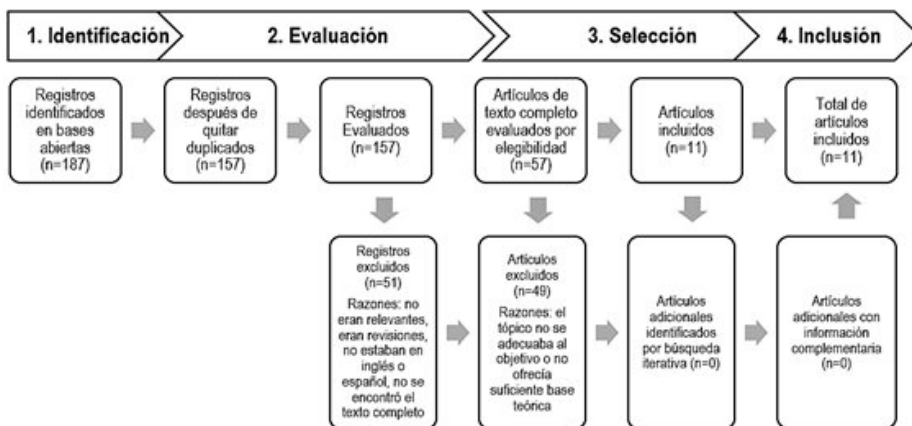 1. Identificación
2. Evaluación
3. Selección
4. Inclusión
Registros
identificados
en bases
abiertas
(n=187)
Registros
después de
quitar
duplicados
(n=157)
Registros
Evaluados
(n=157)
Artículos de
texto completo
evaluados por
elegibilidad
(n=57)
Artículos
incluidos
(n=11)
Total de
artículos
incluidos
(n=11)
Registros
excluidos
(n=51)
Razones: no
eran relevantes,
eran revisiones,
no estaban en
inglés o
español, no se
encontró el
texto completo
Artículos
excluidos
(n=49)
Razones: el
tópico no se
adecuaba al
objetivo o no
ofrecía
suficiente base
teórica
Artículos
adicionales
identificados
por búsqueda
iterativa (n=0)
Artículos
adicionales con
información
complementaria
(n=0)